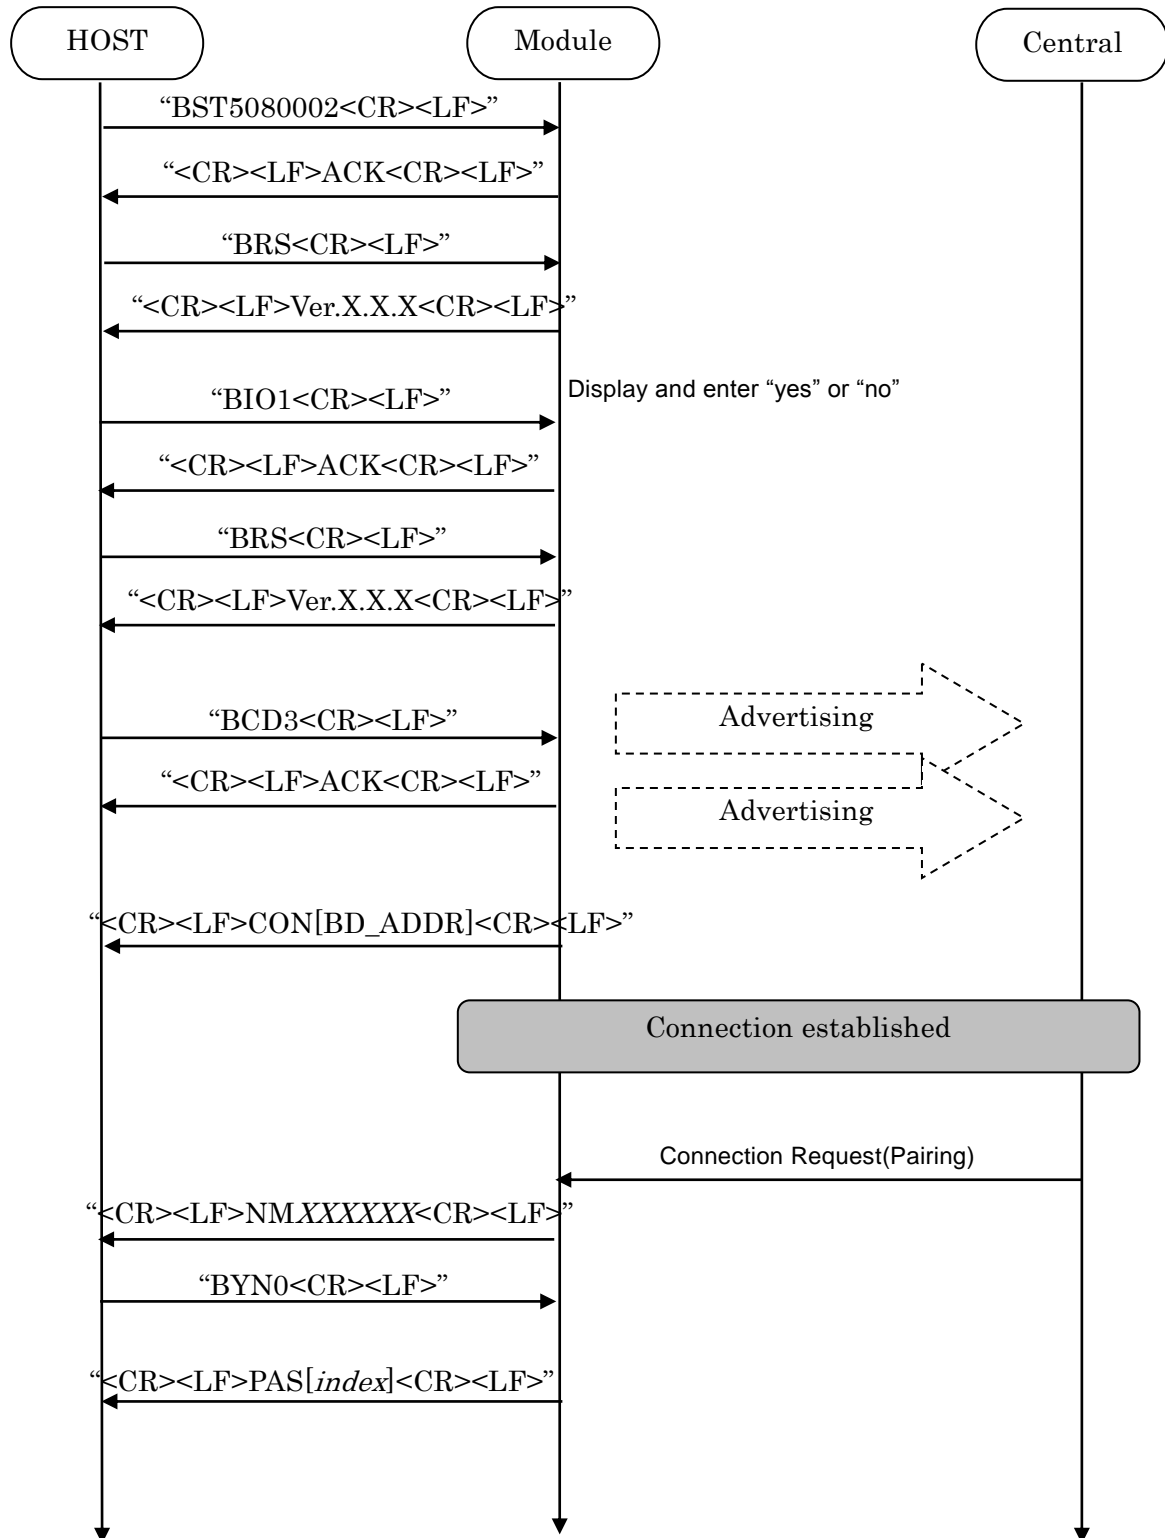 HOST
Module
Central
“BST5080002<CR><LF>”
“<CR><LF>ACK<CR><LF>”
“BRS<CR><LF>”
“<CR><LF>Ver.X.X.X<CR><LF>”
Display and enter “yes” or “no”
“BIO1<CR><LF>”
“<CR><LF>ACK<CR><LF>”
“BRS<CR><LF>”
“<CR><LF>Ver.X.X.X<CR><LF>”
Advertising
“BCD3<CR><LF>”
“<CR><LF>ACK<CR><LF>”
Advertising
“<CR><LF>CON[BD_ADDR]<CR><LF>”
Connection established
Connection Request(Pairing)
“<CR><LF>NMXXXXXX<CR><LF>”
“BYN0<CR><LF>”
“<CR><LF>PAS[index]<CR><LF>”